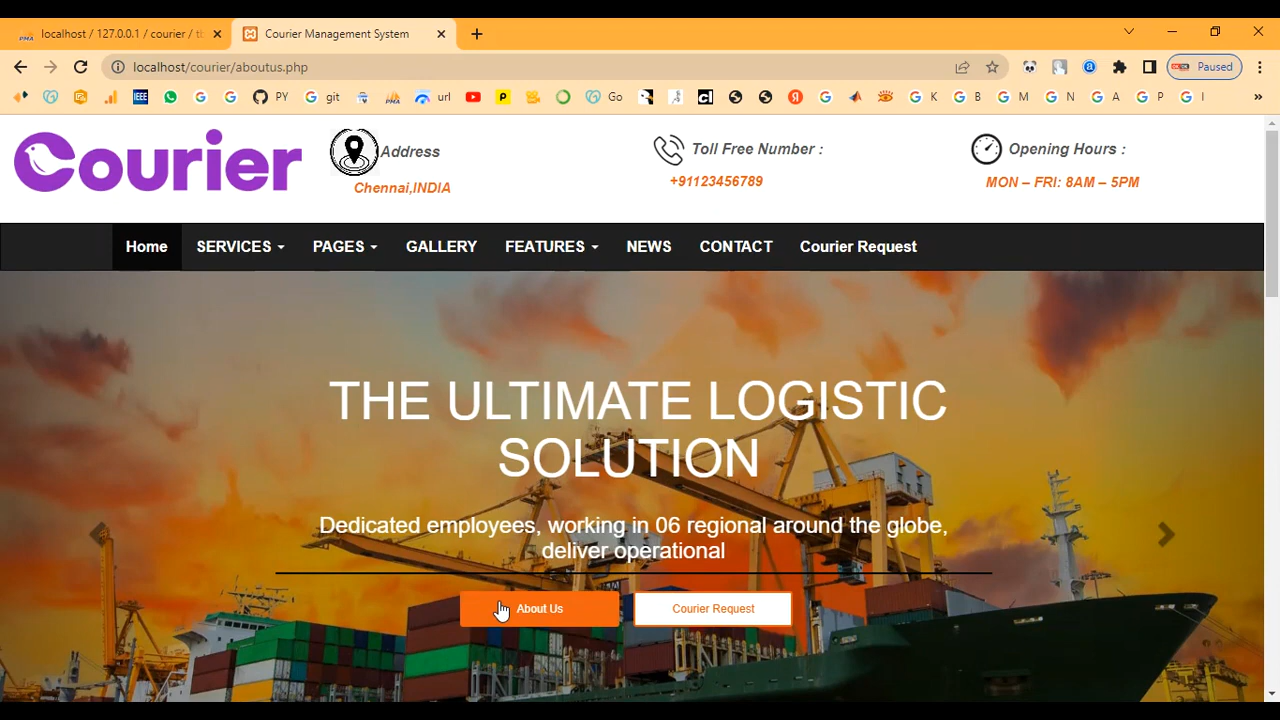 localhost / 127.0.0.1 / courier / tb
Courier Management System
localhost/courier/aboutus.php
Paused
IEEE
PY
git
PMA
url
Go
K
B
M
N
A
P
I
Courier
Address
Chennai,INDIA
Toll Free Number :
+91123456789
Opening Hours :
MON – FRI: 8AM – 5PM
Home SERVICES PAGES GALLERY FEATURES NEWS CONTACT Courier Request
THE ULTIMATE LOGISTIC
SOLUTION
Dedicated employees, working in 06 regional around the globe,
deliver operational
About Us
Courier Request